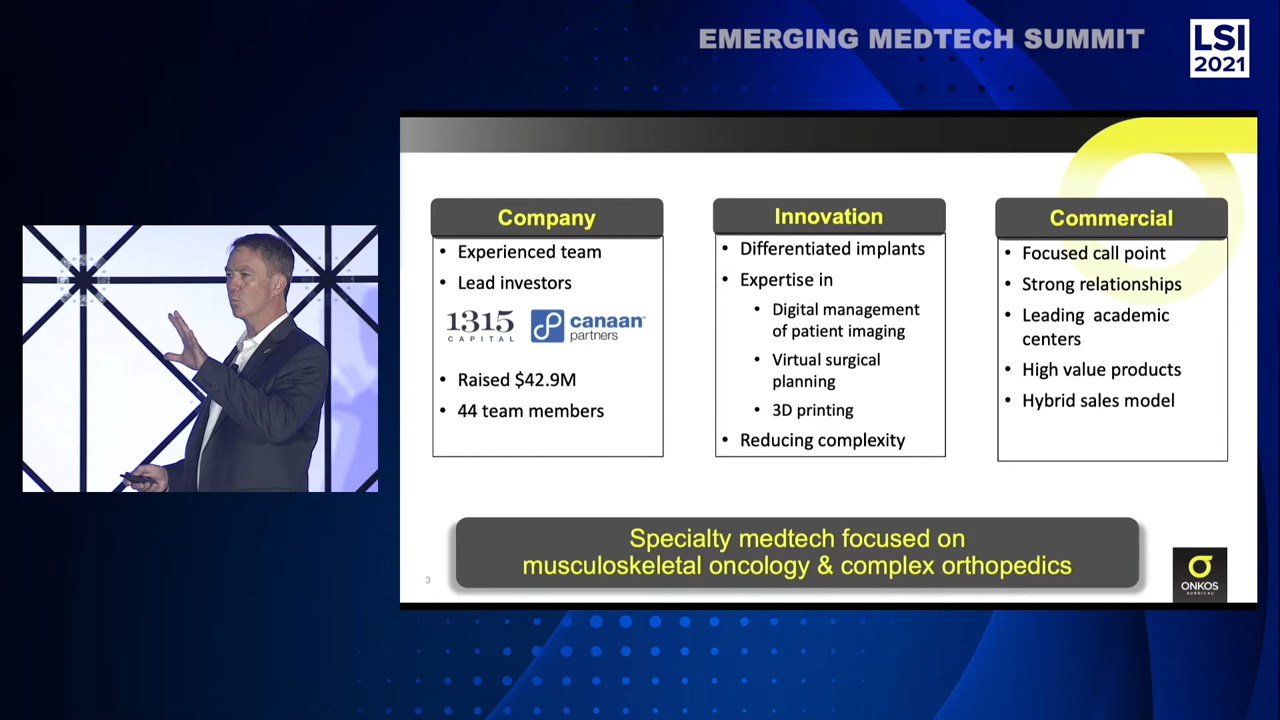 EMERGING MEDTECH SUMMIT
LSI
2021
Company
• Experienced team
• Lead investors
1315
CAPITAL
canaan
partners
• Raised $42.9M
• 44 team members
Innovation
• Differentiated implants
• Expertise in
• Digital management
of patient imaging
• Virtual surgical
planning
• 3D printing
• Reducing complexity
Commercial
• Focused call point
• Strong relationships
• Leading academic
centers
• High value products
• Hybrid sales model
Specialty medtech focused on
musculoskeletal oncology & complex orthopedics
3
ONKOS
SURGICAL